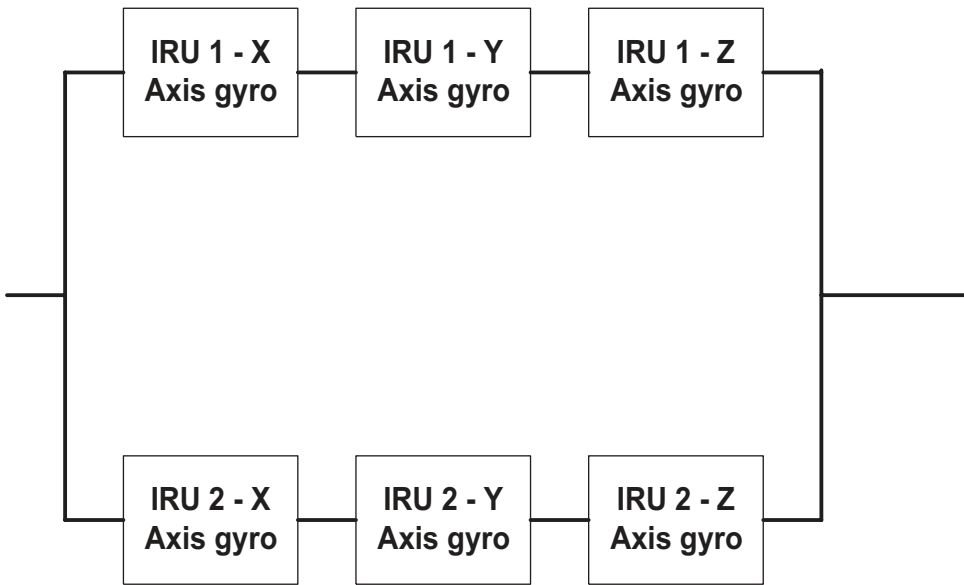 IRU 1 - X
Axis gyro
IRU 1 - Y
Axis gyro
IRU 1 - Z
Axis gyro
IRU 2 - X
Axis gyro
IRU 2 - Y
Axis gyro
IRU 2 - Z
Axis gyro